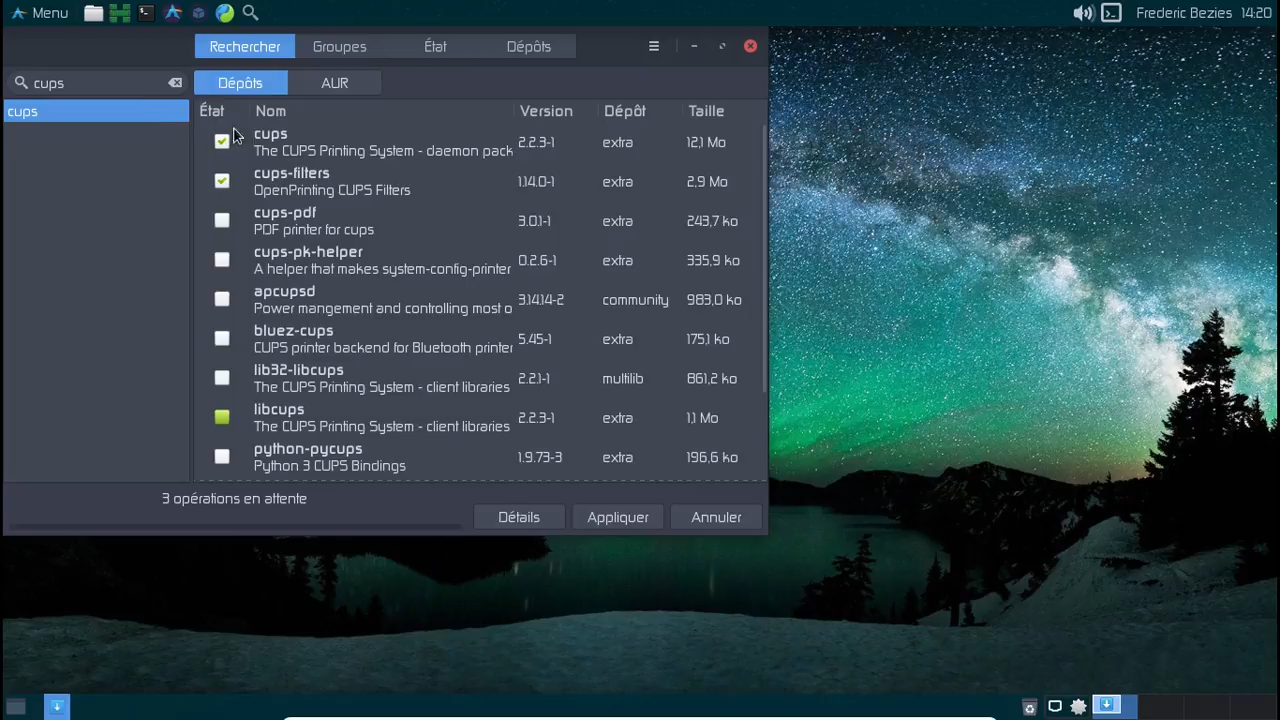 Menu
Frederic Bezies 14:20
Rechercher Groupes État Dépôts
cups
Dépôts AUR
cups
État Nom Version Dépôt Taille
cups
The CUPS Printing System - daemon pack
2.2.3-1 extra 12,1 Mo
cups-filters
OpenPrinting CUPS Filters
1.14.0-1 extra 2,9 Mo
cups-pdf
PDF printer for cups
3.0.1-1 extra 243,7 ko
cups-pk-helper
A helper that makes system-config-printer
0.2.6-1 extra 335,9 ko
apcupsd
Power mangement and controlling most o
3.14.14-2 community 983,0 ko
bluez-cups
CUPS printer backend for Bluetooth printer
5.45-1 extra 175,1 ko
lib32-libcups
The CUPS Printing System - client libraries
2.2.1-1 multilib 861,2 ko
libcups
The CUPS Printing System - client libraries
2.2.3-1 extra 1,1 Mo
python-pycups
Python 3 CUPS Bindings
1.9.73-3 extra 196,6 ko
3 opérations en attente
Détails Appliquer Annuler